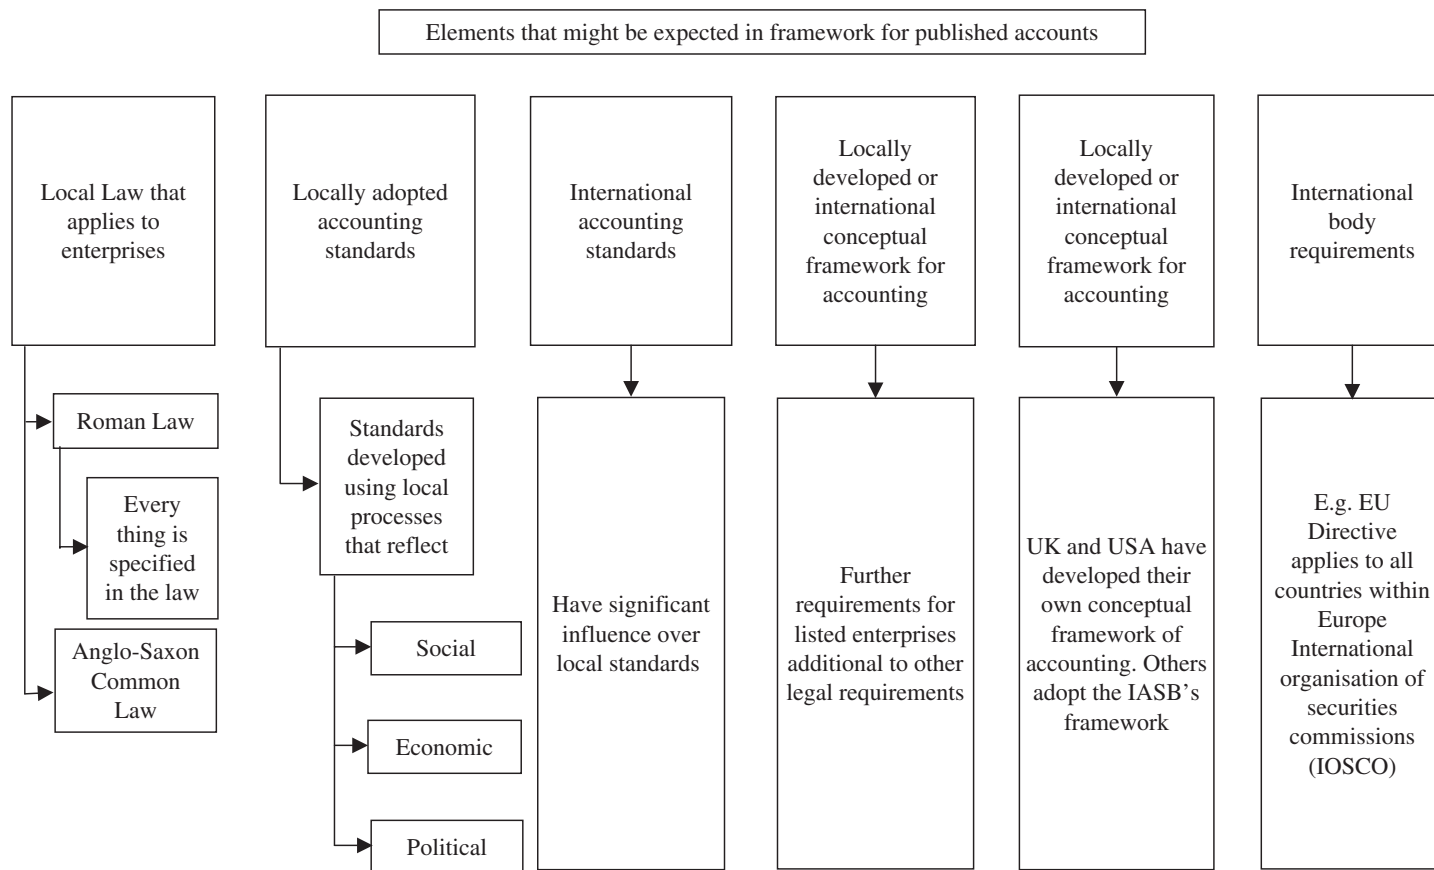 Elements that might be expected in framework for published accounts
Local Law that
applies to
enterprises
Locally adopted
accounting
standards
International
accounting
standards
Locally
developed or
international
conceptual
framework for
accounting
Locally
developed or
international
conceptual
framework for
accounting
International
body
requirements
Roman Law
Every
thing is
specified
in the law
Anglo-Saxon
Common
Law
Standards
developed
using local
processes
that reflect
Social
Economic
Political
Have significant
influence over
local standards
Further
requirements for
listed enterprises
additional to other
legal requirements
UK and USA have
developed their
own conceptual
framework of
accounting. Others
adopt the IASB’s
framework
E.g. EU
Directive
applies to all
countries within
Europe
International
organisation of
securities
commissions
(IOSCO)